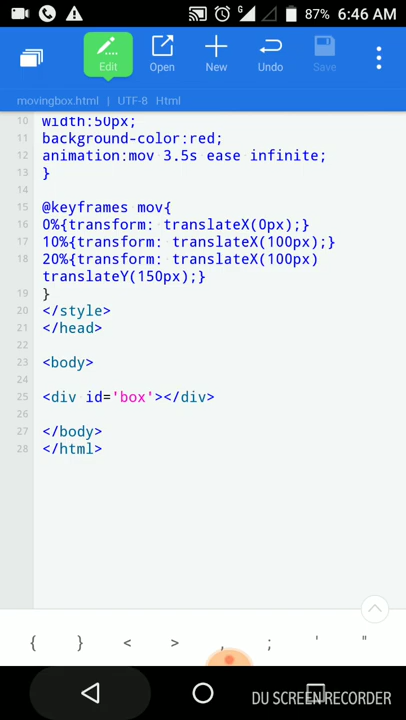 G 87% 6:46 AM
Edit Open New Undo Save
movingbox.html | UTF-8 Html
10 width:50px;
11 background-color:red;
12 animation:mov 3.5s ease infinite;
13 }
14
15 @keyframes mov{
16 0%{transform: translateX(0px);}
17 10%{transform: translateX(100px);}
18 20%{transform: translateX(100px)
translateY(150px);}
19 }
20 </style>
21 </head>
22
23 <body>
24
25 <div id='box'></div>
26
27 </body>
28 </html>
{ } < > , ; ' "
DU SCREEN RECORDER